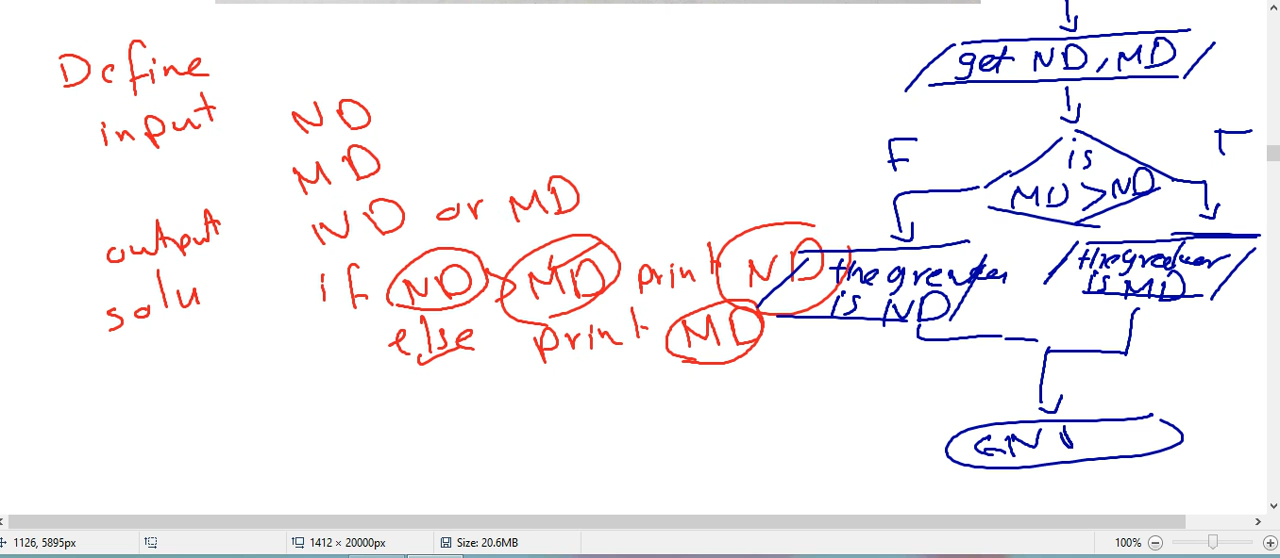 Define
input ND
MD
output ND or MD
solu if ND > MD print ND
else print MD
get ND, MD
is
MD > ND
F
T
the greater
is ND
the greater
is MD
END
1126, 5895px
1412 × 20000px
Size: 20.6MB
100%